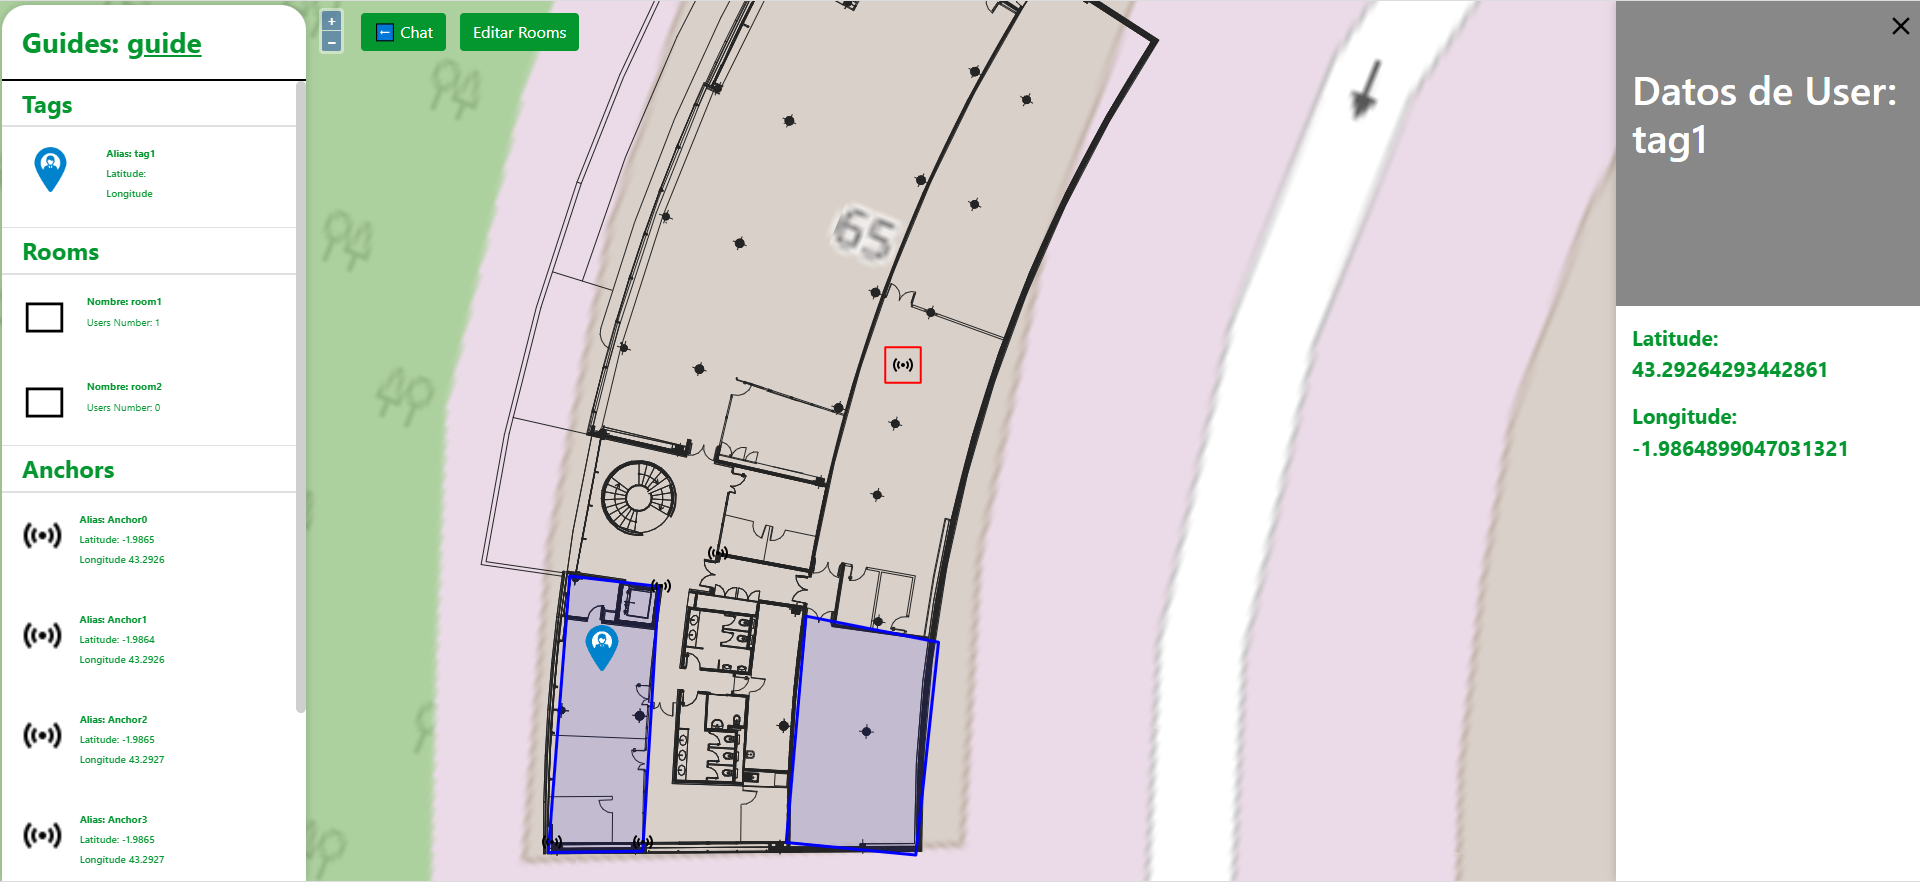 Guides: guide
Tags
Alias: tag1
Latitude:
Longitude
Rooms
Nombre: room1
Users Number: 1
Nombre: room2
Users Number: 0
Anchors
Alias: Anchor0
Latitude: -1.9865
Longitude 43.2926
Alias: Anchor1
Latitude: -1.9864
Longitude 43.2926
Alias: Anchor2
Latitude: -1.9865
Longitude 43.2927
Alias: Anchor3
Latitude: -1.9865
Longitude 43.2927
+
−
Chat
Editar Rooms
65
Datos de User:
tag1
Latitude:
43.29264293442861
Longitude:
-1.9864899047031321